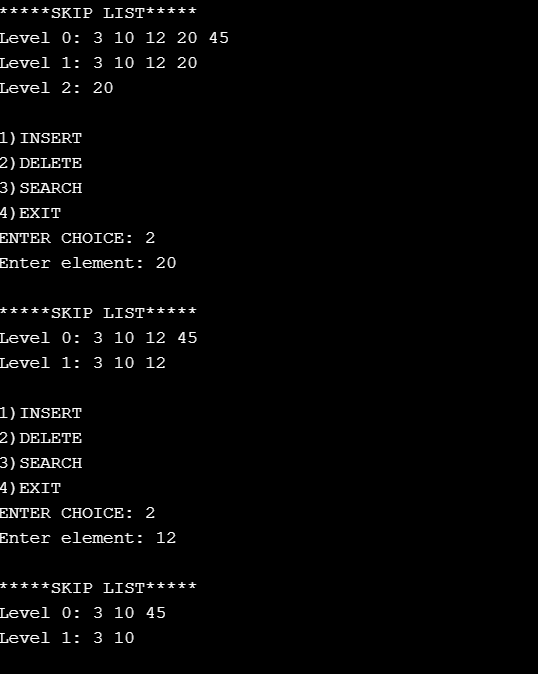 *****SKIP LIST*****
Level 0: 3 10 12 20 45
Level 1: 3 10 12 20
Level 2: 20
1)INSERT
2)DELETE
3)SEARCH
4)EXIT
ENTER CHOICE: 2
Enter element: 20
*****SKIP LIST*****
Level 0: 3 10 12 45
Level 1: 3 10 12
1)INSERT
2)DELETE
3)SEARCH
4)EXIT
ENTER CHOICE: 2
Enter element: 12
*****SKIP LIST*****
Level 0: 3 10 45
Level 1: 3 10